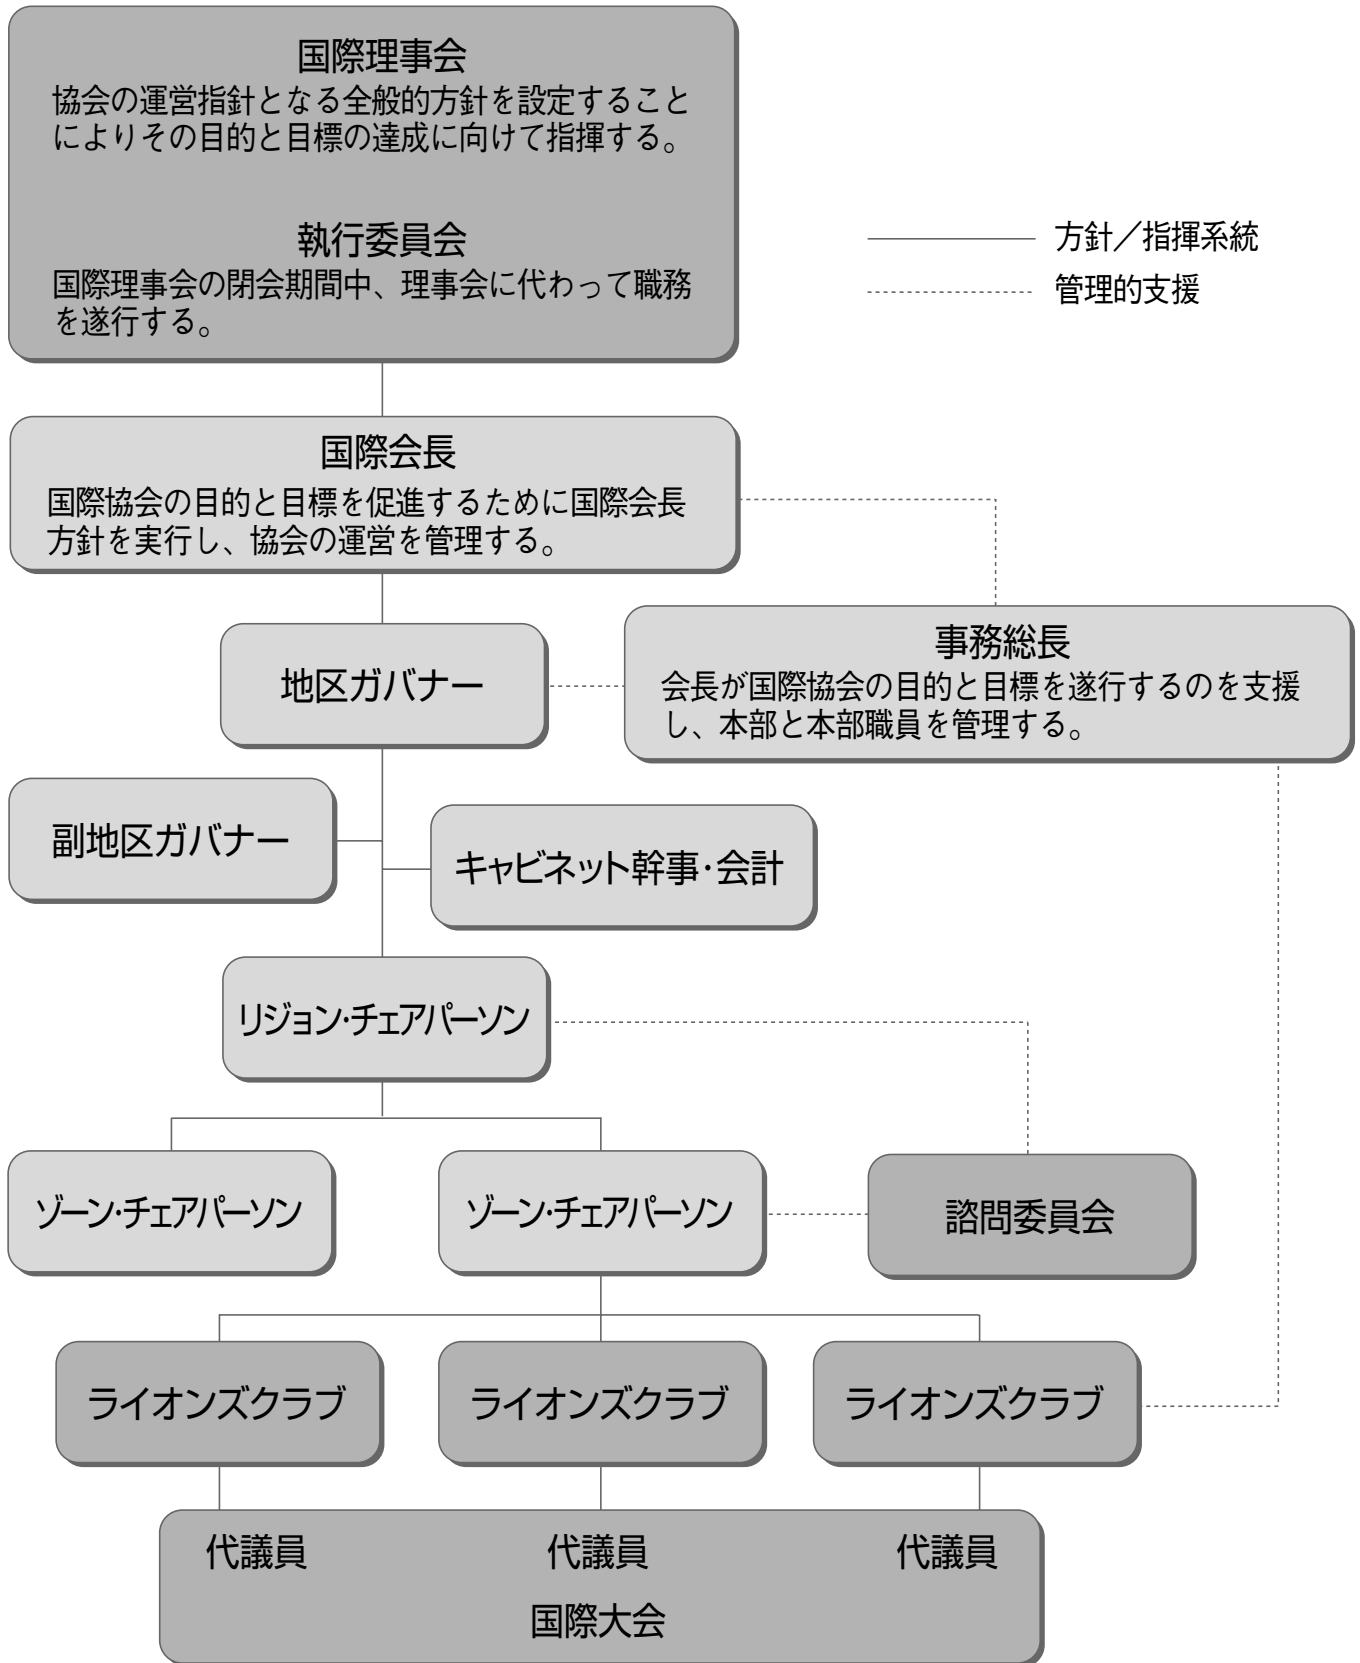 国際理事会
協会の運営指針となる全般的方針を設定すること
によりその目的と目標の達成に向けて指揮する。
執行委員会
国際理事会の閉会期間中、理事会に代わって職務
を遂行する。
方針／指揮系統
管理的支援
国際会長
国際協会の目的と目標を促進するために国際会長
方針を実行し、協会の運営を管理する。
事務総長
会長が国際協会の目的と目標を遂行するのを支援
し、本部と本部職員を管理する。
地区ガバナー
副地区ガバナー
キャビネット幹事・会計
リジョン・チェアパーソン
ゾーン・チェアパーソン
ゾーン・チェアパーソン
諮問委員会
ライオンズクラブ
ライオンズクラブ
ライオンズクラブ
代議員
代議員
代議員
国際大会